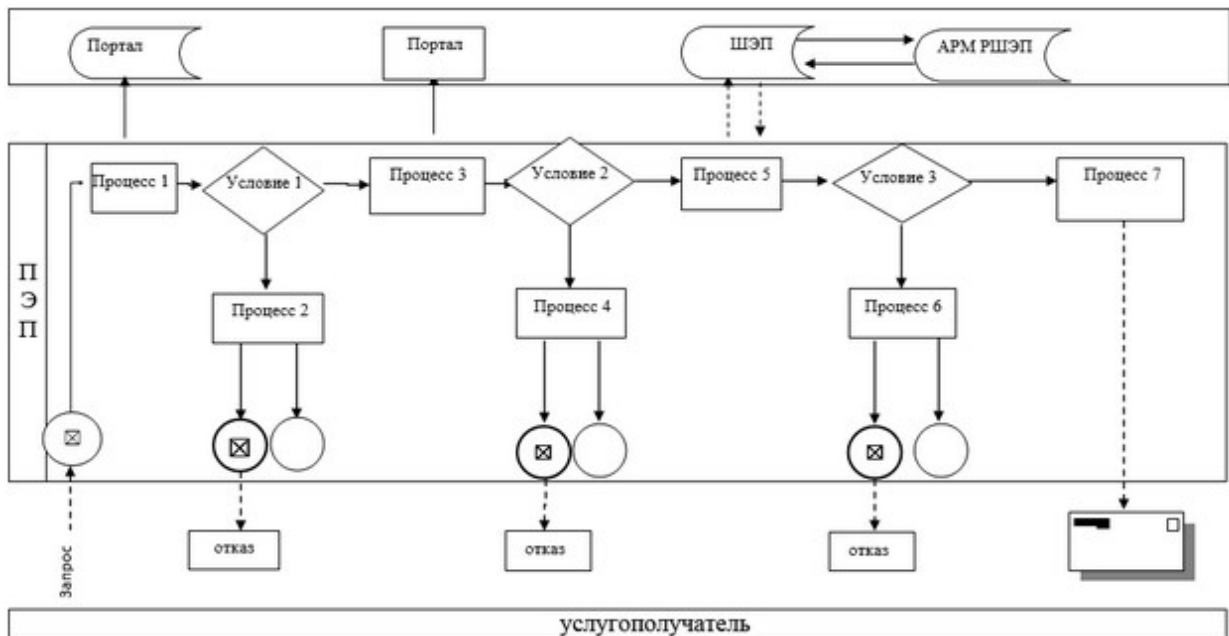 Портал
Портал
ШЭП
АРМ РШЭП
ПЭП
Процесс 1
Условие 1
Процесс 3
Условие 2
Процесс 5
Условие 3
Процесс 7
Процесс 2
Процесс 4
Процесс 6
Запрос
отказ
отказ
отказ
услугополучатель